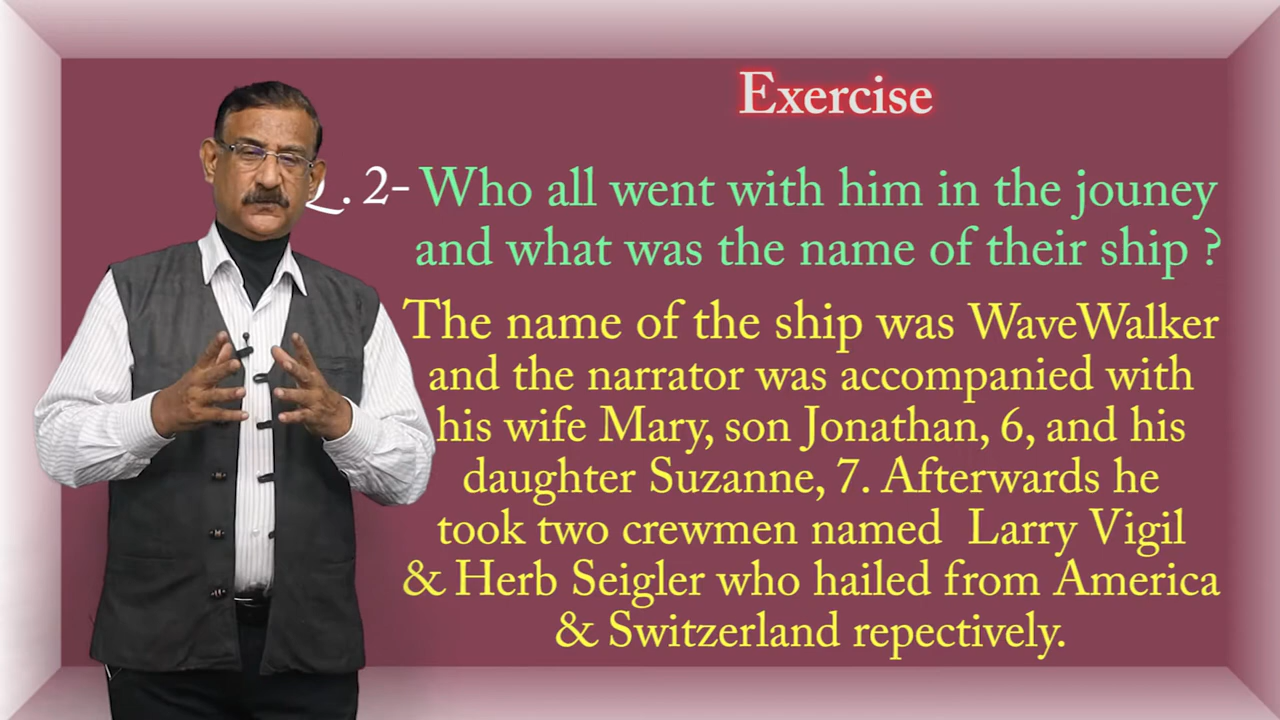 Exercise
Q. 2- Who all went with him in the jouney
and what was the name of their ship ?
The name of the ship was WaveWalker
and the narrator was accompanied with
his wife Mary, son Jonathan, 6, and his
daughter Suzanne, 7. Afterwards he
took two crewmen named Larry Vigil
& Herb Seigler who hailed from America
& Switzerland repectively.